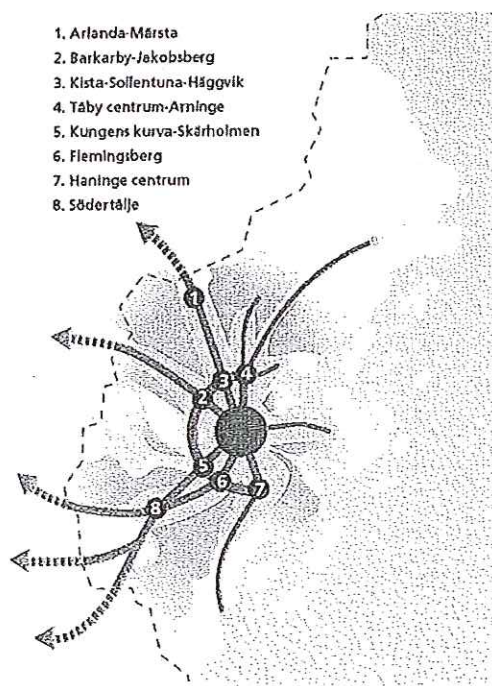 1. Arlanda-Märsta
2. Barkarby-Jakobsberg
3. Kista-Sollentuna-Häggvik
4. Täby centrum-Arninge
5. Kungens kurva-Skärholmen
6. Flemingsberg
7. Haninge centrum
8. Södertälje
1
3
4
2
5
6
7
8